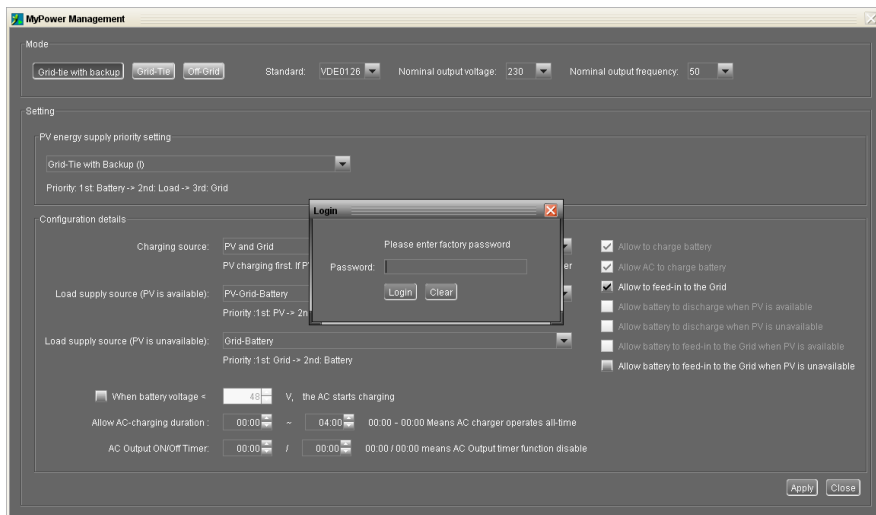 MyPower Management
Mode
Grid-tie with backup Grid-Tie Off-Grid Standard: VDE0126 Nominal output voltage: 230 Nominal output frequency: 50
Setting
PV energy supply priority setting
Grid-Tie with Backup (I)
Priority: 1st: Battery -> 2nd: Load -> 3rd: Grid
Configuration details
Charging source: PV and Grid
PV charging first. If
Load supply source (PV is available): PV-Grid-Battery
Priority :1st: PV->
Load supply source (PV is unavailable): Grid-Battery
Priority :1st: Grid -> 2nd: Battery
When battery voltage < 48 V, the AC starts charging
Allow AC-charging duration : 00:00 ~ 04:00 00:00 - 00:00 Means AC charger operates all-time
AC Output ON/Off Timer: 00:00 / 00:00 00:00 / 00:00 means AC Output timer function disable
Login
Please enter factory password
Password:
Login Clear
Allow to charge battery
Allow AC to charge battery
Allow to feed-in to the Grid
Allow battery to discharge when PV is available
Allow battery to discharge when PV is unavailable
Allow battery to feed-in to the Grid when PV is available
Allow battery to feed-in to the Grid when PV is unavailable
Apply Close